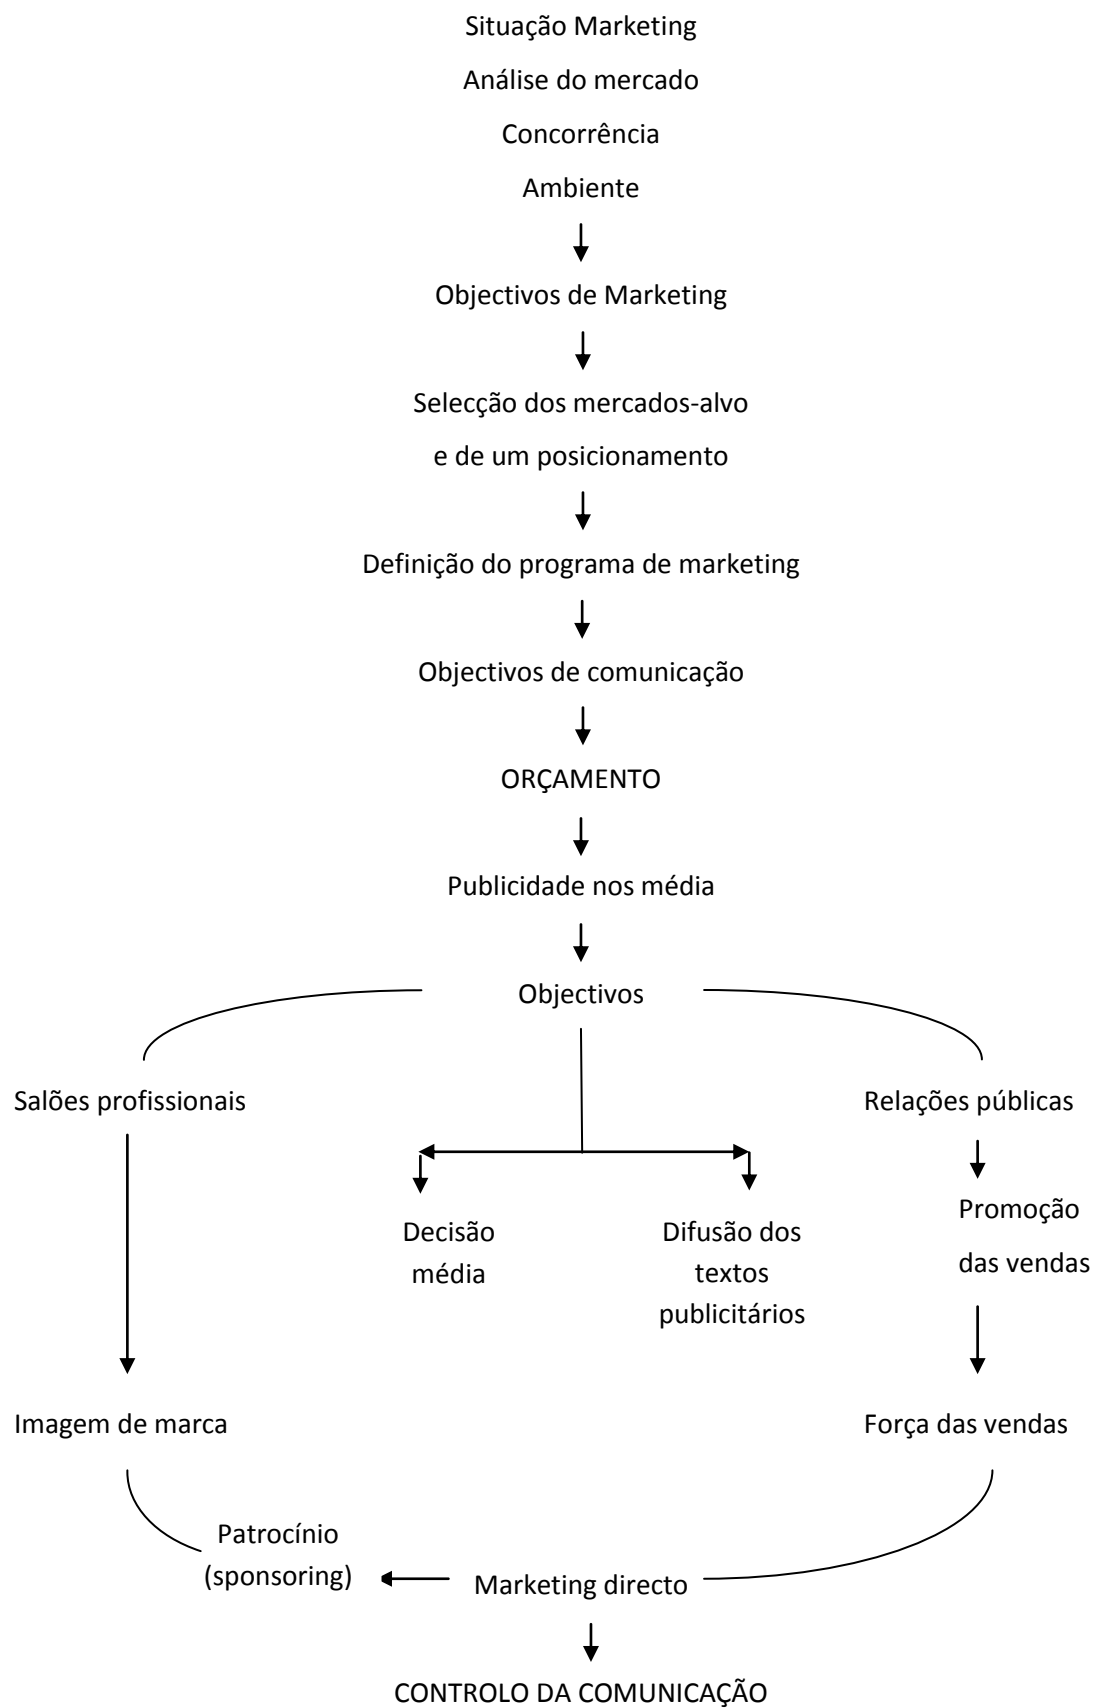 Situação Marketing
Análise do mercado
Concorrência
Ambiente
Objectivos de Marketing
Selecção dos mercados-alvo
e de um posicionamento
Definição do programa de marketing
Objectivos de comunicação
ORÇAMENTO
Publicidade nos média
Objectivos
Salões profissionais
Relações públicas
Decisão
média
Difusão dos
textos
publicitários
Promoção
das vendas
Imagem de marca
Força das vendas
Patrocínio
(sponsoring)
Marketing directo
CONTROLO DA COMUNICAÇÃO